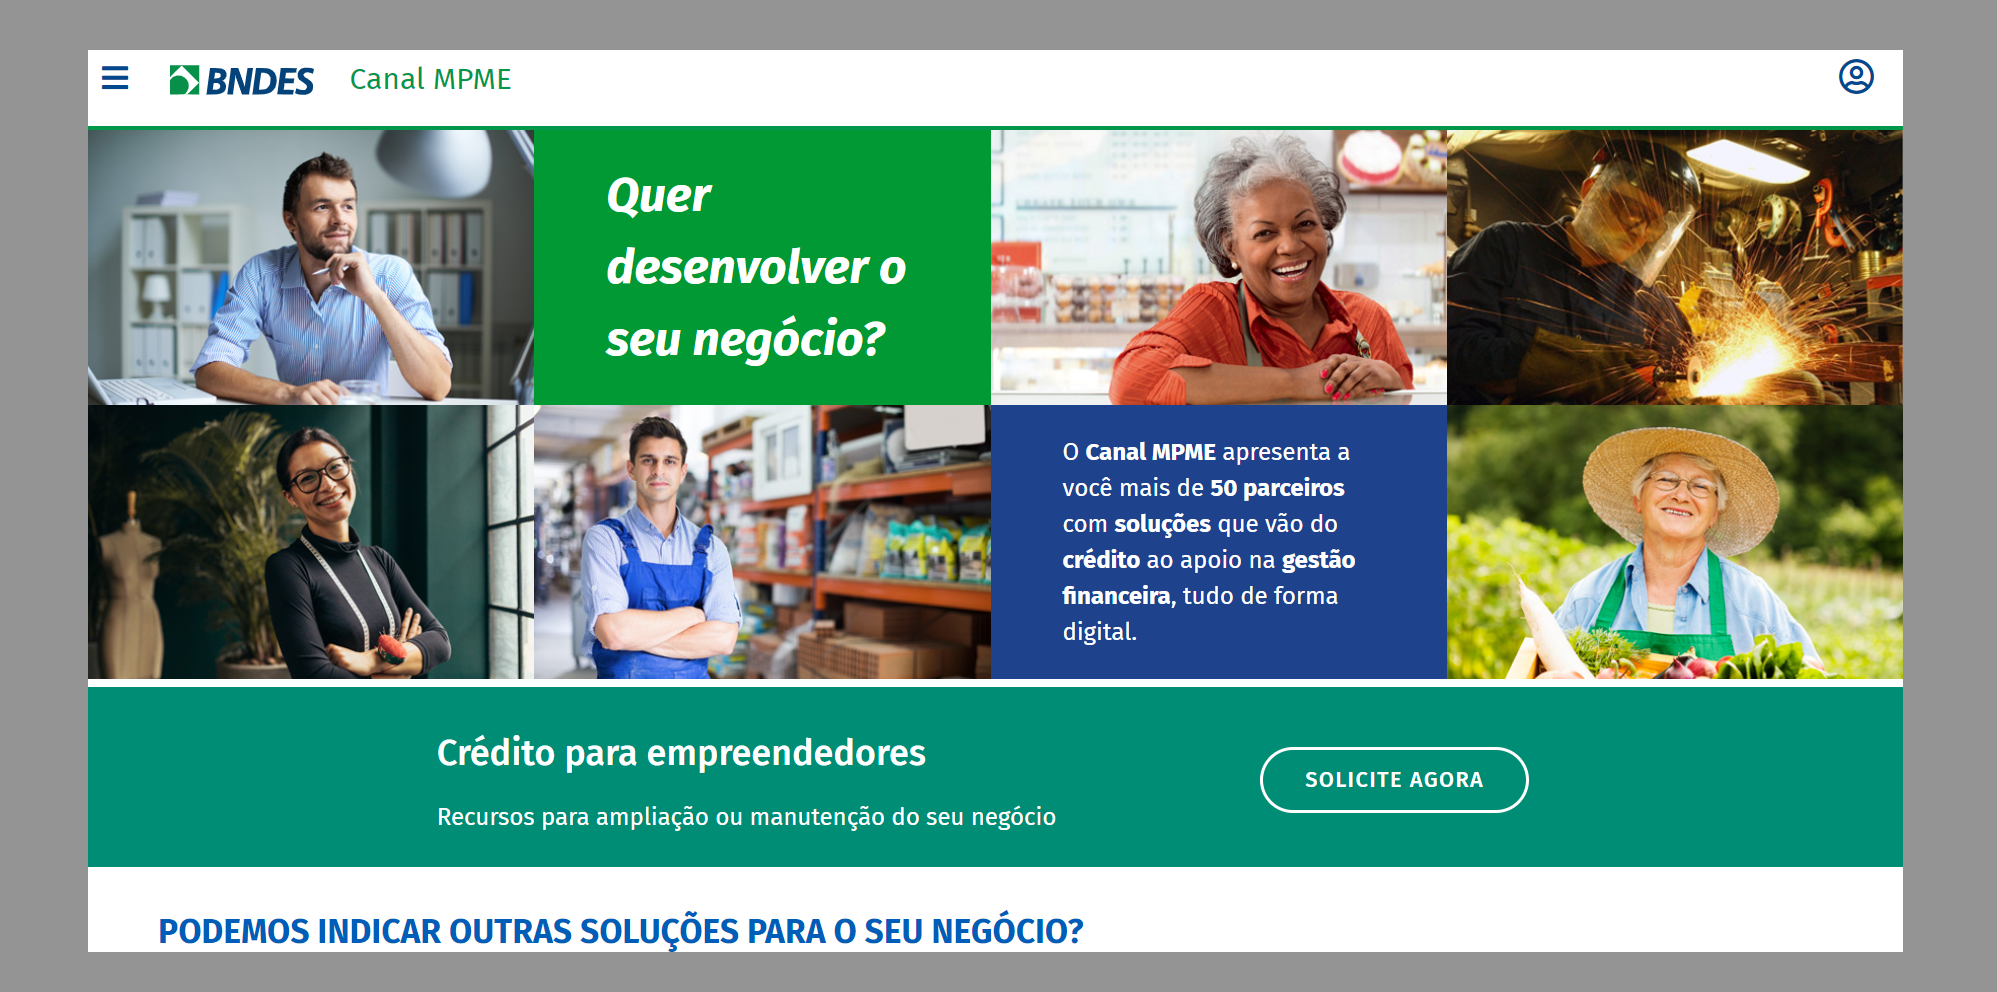 BNDES Canal MPME
Quer
desenvolver o
seu negócio?
O Canal MPME apresenta a
você mais de 50 parceiros
com soluções que vão do
crédito ao apoio na gestão
financeira, tudo de forma
digital.
Crédito para empreendedores
Recursos para ampliação ou manutenção do seu negócio
SOLICITE AGORA
PODEMOS INDICAR OUTRAS SOLUÇÕES PARA O SEU NEGÓCIO?